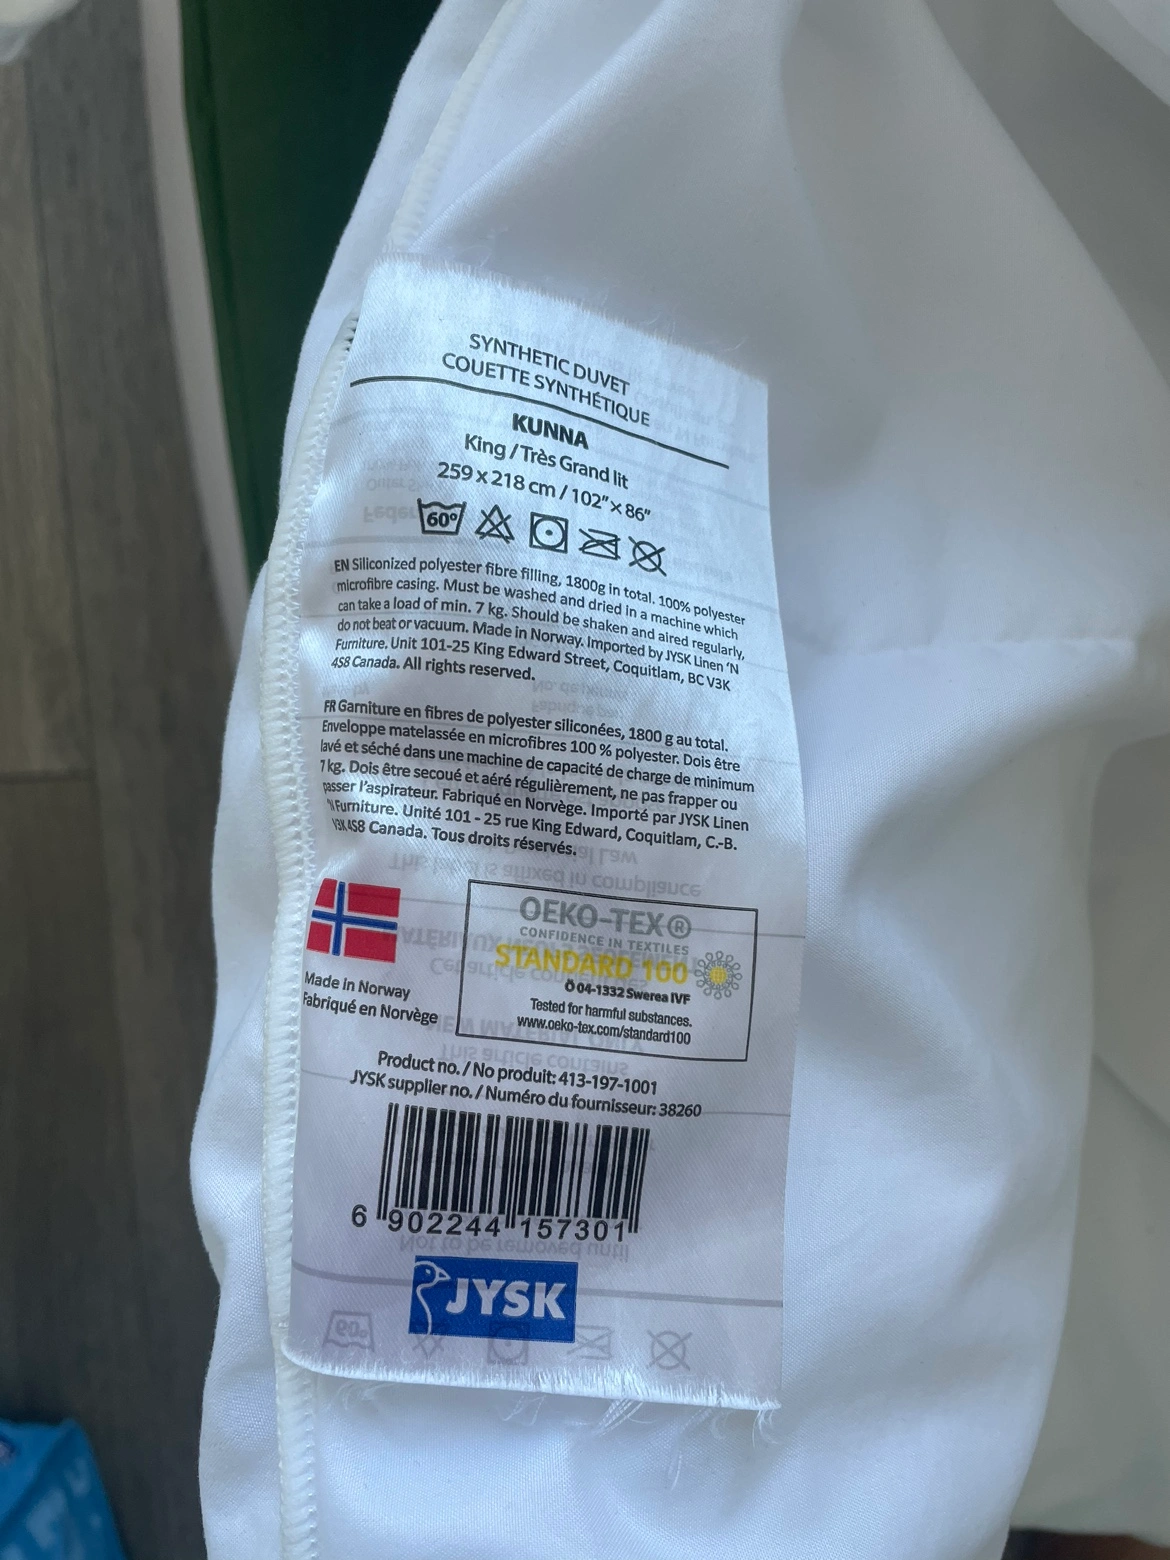 SYNTHETIC DUVET
COUETTE SYNTHÉTIQUE
KUNNA
King / Très Grand lit
259 x 218 cm / 102” x 86”
60°
EN Siliconized polyester fibre filling, 1800g in total. 100% polyester
microfibre casing. Must be washed and dried in a machine which
can take a load of min. 7 kg. Should be shaken and aired regularly,
do not beat or vacuum. Made in Norway. Imported by JYSK Linen ‘N
Furniture. Unit 101-25 King Edward Street, Coquitlam, BC V3K
4S8 Canada. All rights reserved.
FR Garniture en fibres de polyester siliconées, 1800 g au total.
Enveloppe matelassée en microfibres 100 % polyester. Dois être
lavé et séché dans une machine de capacité de charge de minimum
7 kg. Dois être secoué et aéré régulièrement, ne pas frapper ou
passer l’aspirateur. Fabriqué en Norvège. Importé par JYSK Linen
‘N Furniture. Unité 101 - 25 rue King Edward, Coquitlam, C.-B.
V3K 4S8 Canada. Tous droits réservés.
OEKO-TEX®
CONFIDENCE IN TEXTILES
STANDARD 100
Ö 04-1332 Swerea IVF
Tested for harmful substances.
www.oeko-tex.com/standard100
Made in Norway
Fabriqué en Norvège
Product no. / No produit: 413-197-1001
JYSK supplier no. / Numéro du fournisseur: 38260
6 902244 157301
JYSK